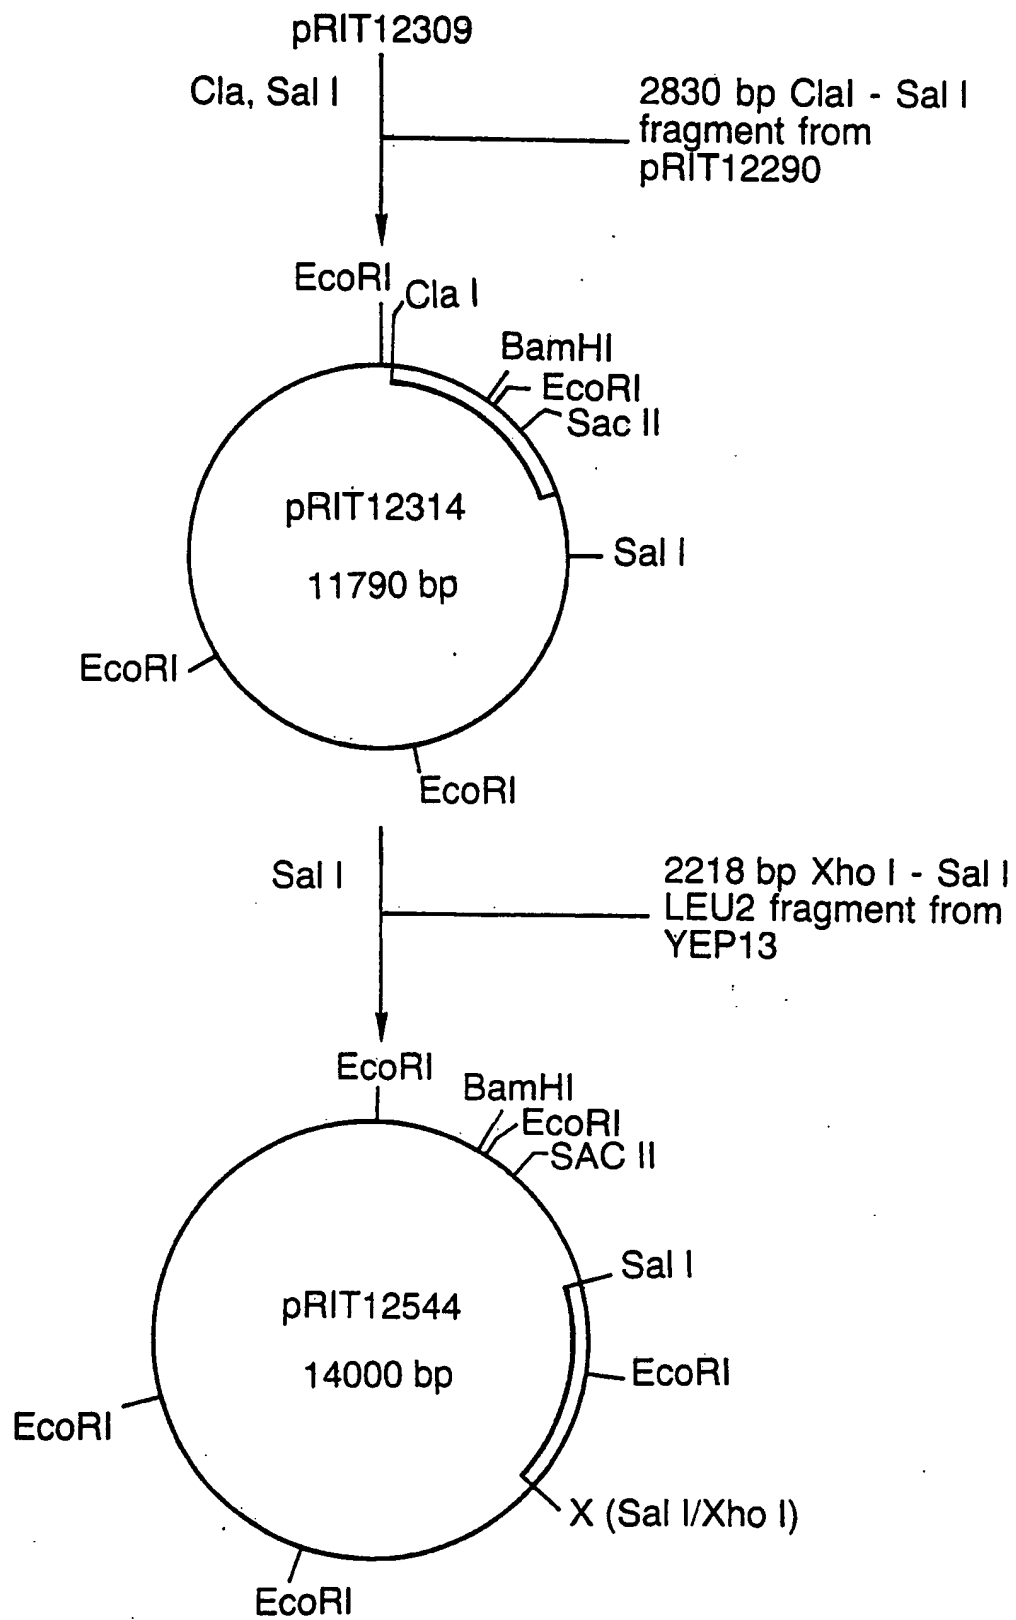 pRIT12309
Cla, Sal I
2830 bp ClaI - Sal I
fragment from
pRIT12290
EcoRI
Cla I
BamHI
EcoRI
Sac II
pRIT12314
11790 bp
Sal I
EcoRI
EcoRI
Sal I
2218 bp Xho I - Sal I
LEU2 fragment from
YEP13
EcoRI
BamHI
EcoRI
SAC II
Sal I
pRIT12544
14000 bp
EcoRI
EcoRI
X (Sal I/Xho I)
EcoRI